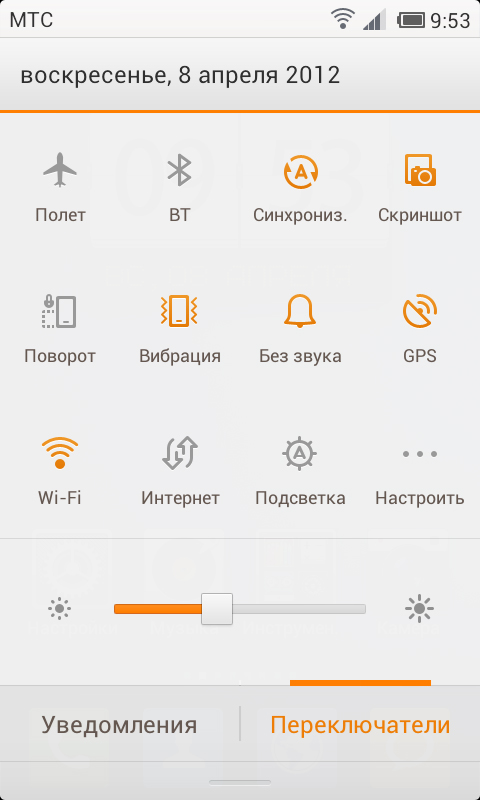 МТС 9:53
воскресенье, 8 апреля 2012
Полет BT Синхрониз. Скриншот
Поворот Вибрация Без звука GPS
Wi-Fi Интернет Подсветка Настроить
Уведомления Переключатели